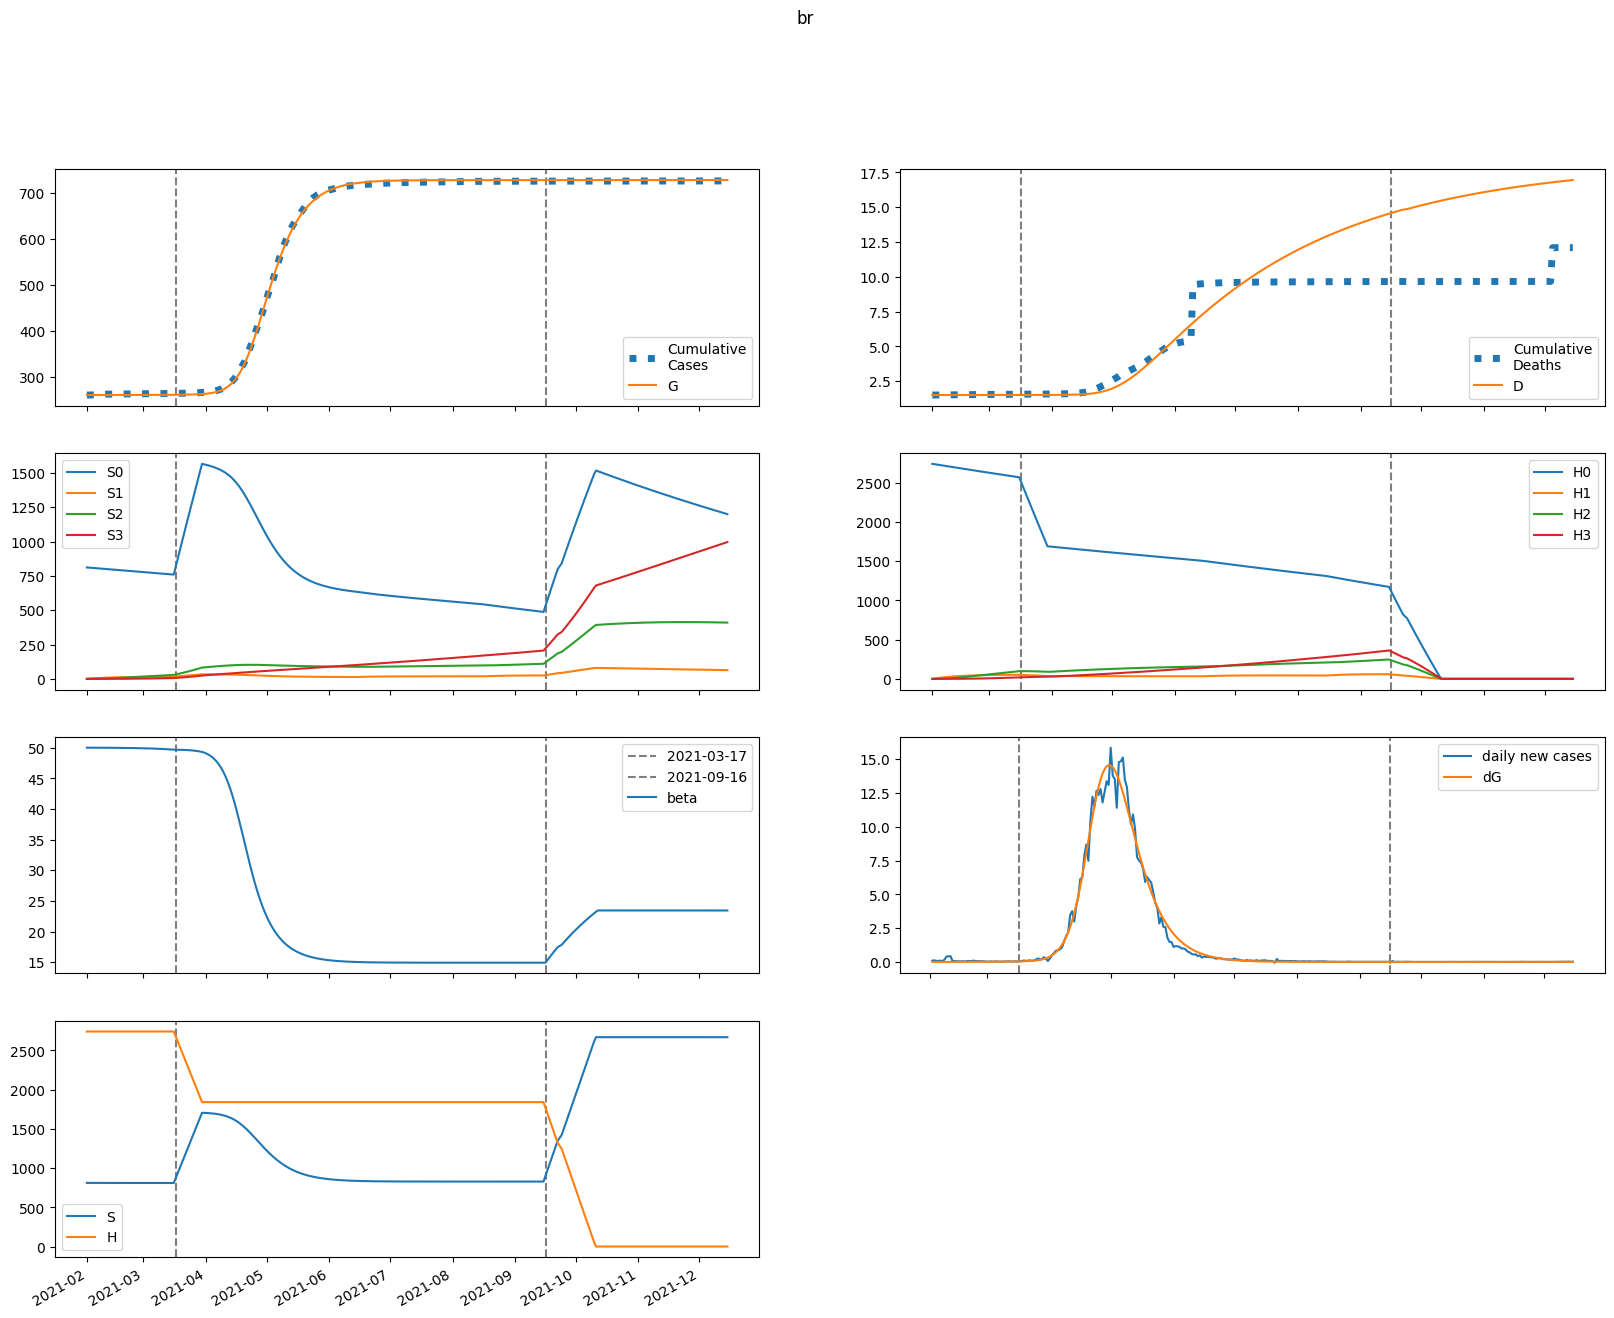 br
700
600
500
400
300
Cumulative
Cases
G
17.5
15.0
12.5
10.0
7.5
5.0
2.5
Cumulative
Deaths
D
1500
1250
1000
750
500
250
0
S0
S1
S2
S3
2500
2000
1500
1000
500
0
H0
H1
H2
H3
50
45
40
35
30
25
20
15
2021-03-17
2021-09-16
beta
15.0
12.5
10.0
7.5
5.0
2.5
0.0
daily new cases
dG
2500
2000
1500
1000
500
0
S
H
2021-02
2021-03
2021-04
2021-05
2021-06
2021-07
2021-08
2021-09
2021-10
2021-11
2021-12